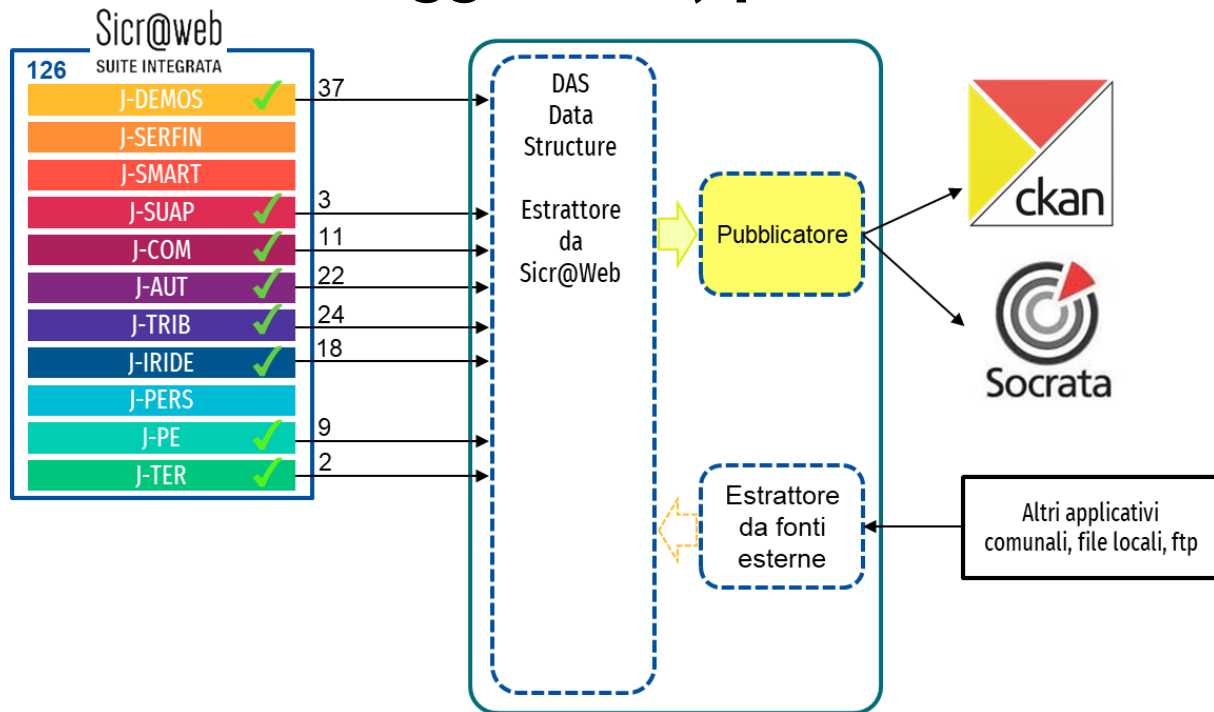 Sicr@web
SUITE INTEGRATA
126
J-DEMOS
37
J-SERFIN
J-SMART
J-SUAP
3
J-COM
11
J-AUT
22
J-TRIB
24
J-IRIDE
18
J-PERS
J-PE
9
J-TER
2
DAS
Data
Structure
Estrattore
da
Sicr@Web
Pubblicatore
Estrattore
da fonti
esterne
ckan
Socrata
Altri applicativi
comunali, file locali, ftp